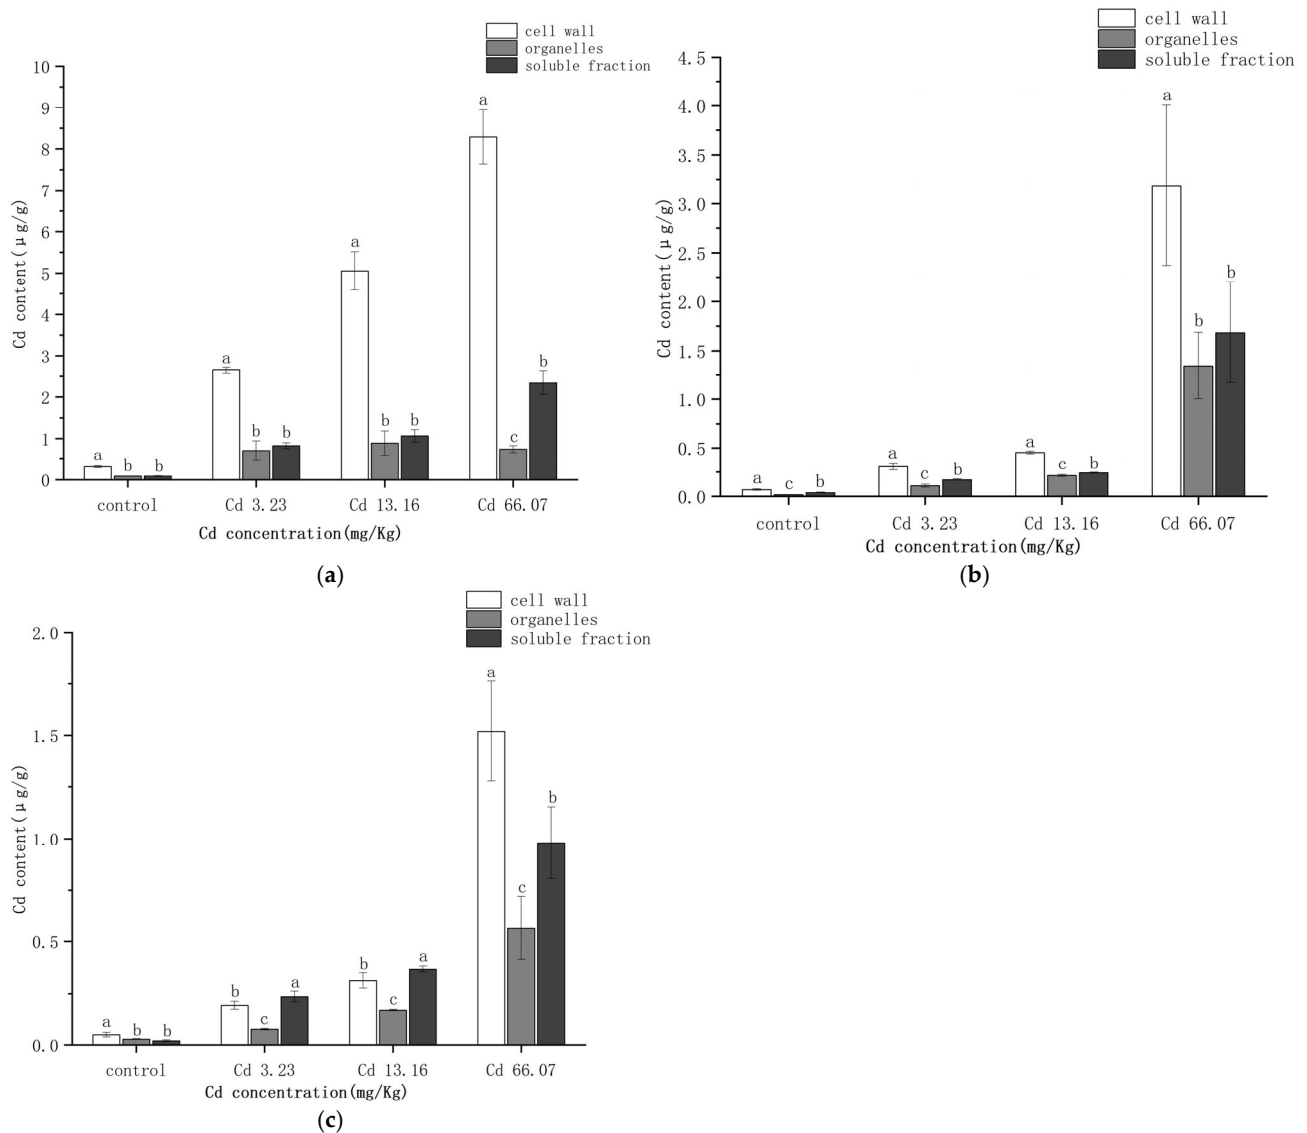 cell wall
organelles
soluble fraction
10
9
8
7
6
5
4
3
2
1
0
Cd content(μg/g)
a
b
b
a
b
b
a
b
b
a
c
b
control
Cd 3.23
Cd 13.16
Cd 66.07
Cd concentration(mg/Kg)
(a)
cell wall
organelles
soluble fraction
4.5
4.0
3.5
3.0
2.5
2.0
1.5
1.0
0.5
0.0
Cd content(μg/g)
a
c
b
a
c
b
a
c
b
a
b
b
control
Cd 3.23
Cd 13.16
Cd 66.07
Cd concentration(mg/Kg)
(b)
cell wall
organelles
soluble fraction
2.0
1.5
1.0
0.5
0.0
Cd content(μg/g)
a
b
b
b
c
a
b
c
a
a
c
b
control
Cd 3.23
Cd 13.16
Cd 66.07
Cd concentration(mg/Kg)
(c)